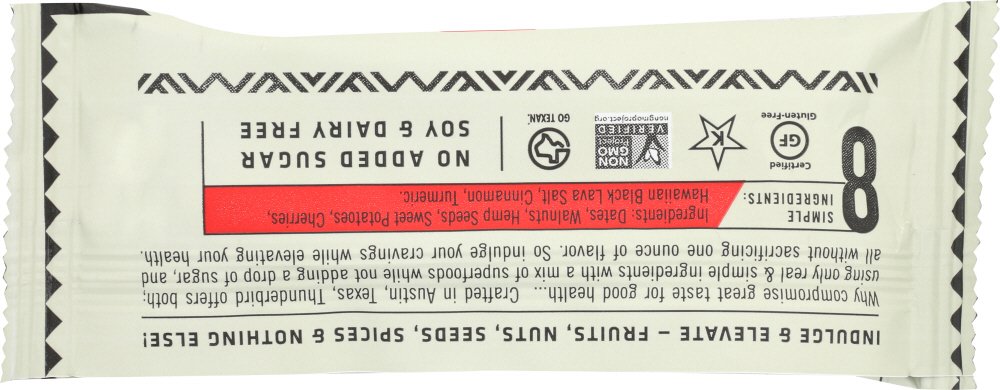 INDULGE & ELEVATE – FRUITS, NUTS, SEEDS, SPICES & NOTHING ELSE!
Why compromise great taste for good health... Crafted in Austin, Texas, Thunderbird offers both;
using only real & simple ingredients with a mix of superfoods while not adding a drop of sugar, and
all without sacrificing one ounce of flavor. So indulge your cravings while elevating your health.
8
SIMPLE
INGREDIENTS:
Ingredients: Dates, Walnuts, Hemp Seeds, Sweet Potatoes, Cherries,
Hawaiian Black Lava Salt, Cinnamon, Turmeric.
Certified
GF
Gluten-Free
K
NON
GMO
Project
VERIFIED
nongmoproject.org
GO TEXAN.
NO ADDED SUGAR
SOY & DAIRY FREE